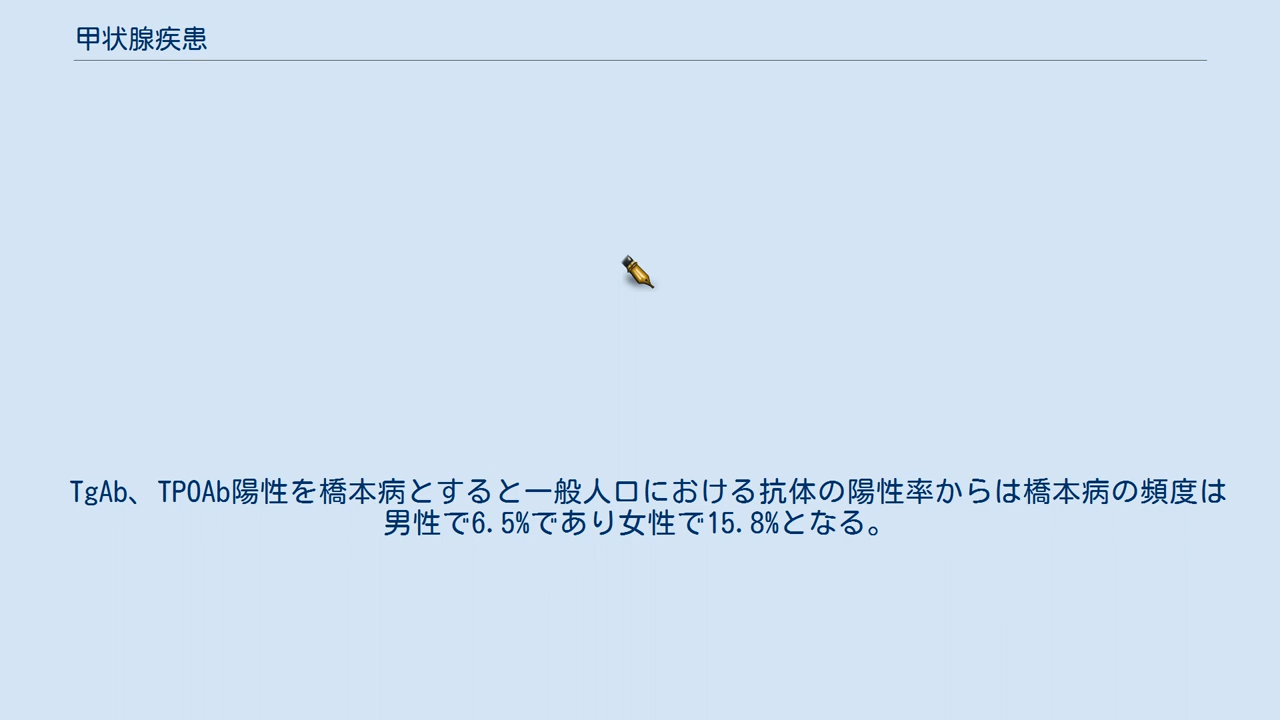 甲状腺疾患
TgAb、TPOAb陽性を橋本病とすると一般人口における抗体の陽性率からは橋本病の頻度は
男性で6.5%であり女性で15.8%となる。